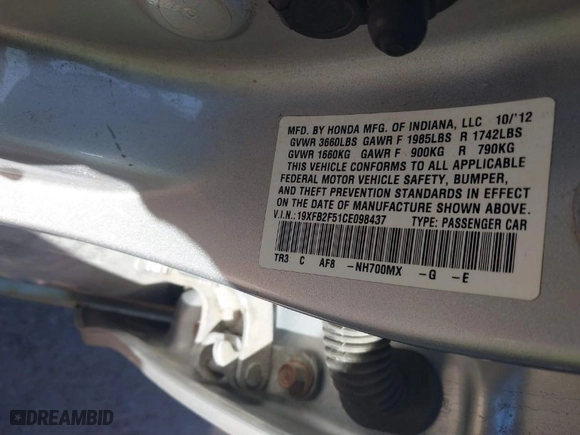 MFD. BY HONDA MFG. OF INDIANA, LLC 10/'12
GVWR 3660LBS GAWR F 1985LBS R 1742LBS
GVWR 1660KG GAWR F 900KG R 790KG
THIS VEHICLE CONFORMS TO ALL APPLICABLE
FEDERAL MOTOR VEHICLE SAFETY, BUMPER,
AND THEFT PREVENTION STANDARDS IN EFFECT
ON THE DATE OF MANUFACTURE SHOWN ABOVE.
V.I.N.: 19XFB2F51CE098437 TYPE: PASSENGER CAR
TR3 C AF8 -NH700MX -G -E
DREAMBID